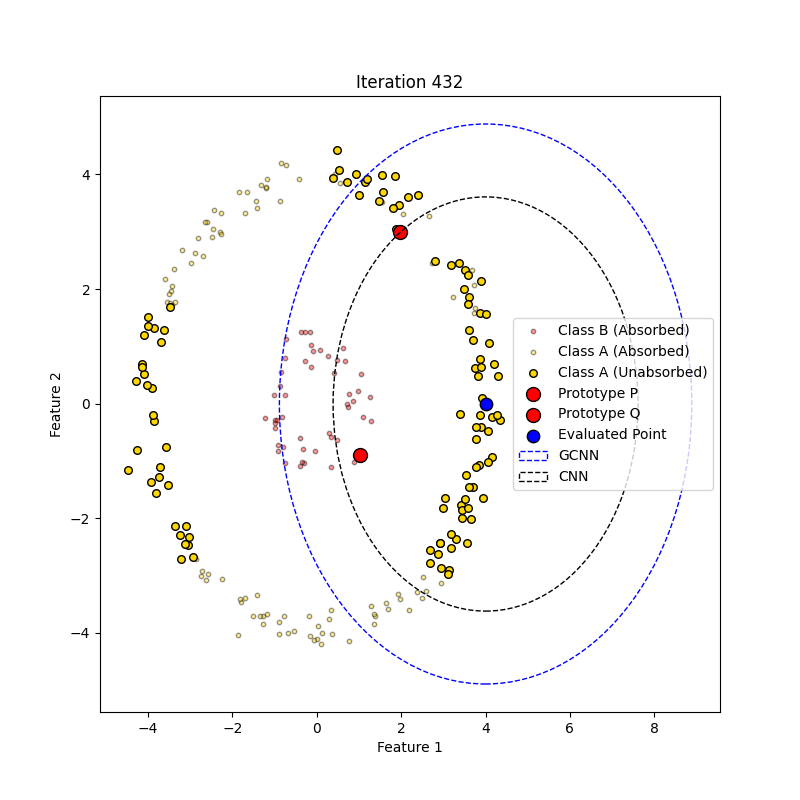 Iteration 432
Feature 2
4
2
0
−2
−4
Class B (Absorbed)
Class A (Absorbed)
Class A (Unabsorbed)
Prototype P
Prototype Q
Evaluated Point
GCNN
CNN
−4 −2 0 2 4 6 8
Feature 1